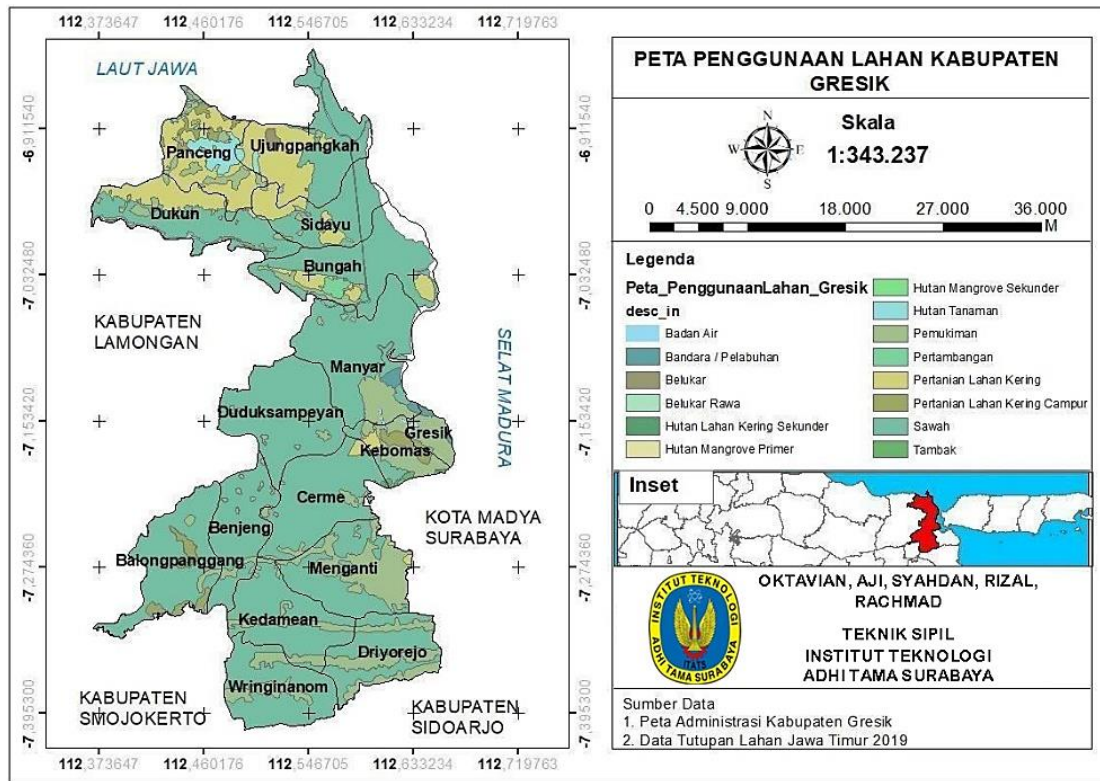 112,373647 112,460176 112,546705 112,633234 112,719763
-6,911540
-7,032480
-7,153420
-7,274360
-7,395300
LAUT JAWA
Panceng
Ujungpangkah
Dukun
Sidayu
Bungah
KABUPATEN
LAMONGAN
Manyar
SELAT MADURA
Duduksampeyan
Gresik
Kebomas
Cerme
KOTA MADYA
SURABAYA
Benjeng
Balongpanggang
Menganti
Kedamean
Driyorejo
Wringinanom
KABUPATEN
SMOJOKERTO
KABUPATEN
SIDOARJO
-6,911540
-7,032480
-7,153420
-7,274360
-7,395300
112,373647 112,460176 112,546705 112,633234 112,719763
PETA PENGGUNAAN LAHAN KABUPATEN
GRESIK
N
W E
S
Skala
1:343.237
0 4.500 9.000 18.000 27.000 36.000
M
Legenda
Peta_PenggunaanLahan_Gresik
desc_in
Badan Air
Bandara / Pelabuhan
Belukar
Belukar Rawa
Hutan Lahan Kering Sekunder
Hutan Mangrove Primer
Hutan Mangrove Sekunder
Hutan Tanaman
Pemukiman
Pertambangan
Pertanian Lahan Kering
Pertanian Lahan Kering Campur
Sawah
Tambak
Inset
INSTITUT TEKNOLOGI
ADHI TAMA SURABAYA
ITATS
OKTAVIAN, AJI, SYAHDAN, RIZAL,
RACHMAD
TEKNIK SIPIL
INSTITUT TEKNOLOGI
ADHI TAMA SURABAYA
Sumber Data
1. Peta Administrasi Kabupaten Gresik
2. Data Tutupan Lahan Jawa Timur 2019